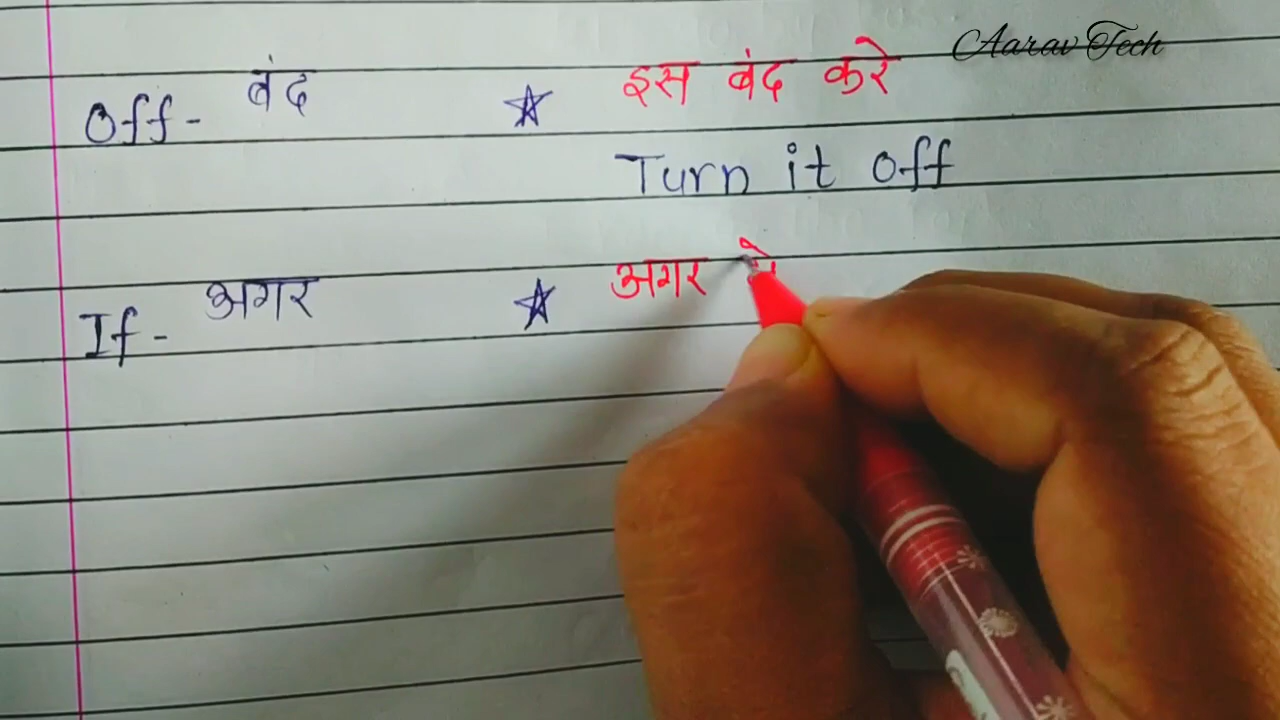 Aarav Tech
Off- बंद ☆ इस बंद करे
Turn it off
If- अगर ☆ अगर